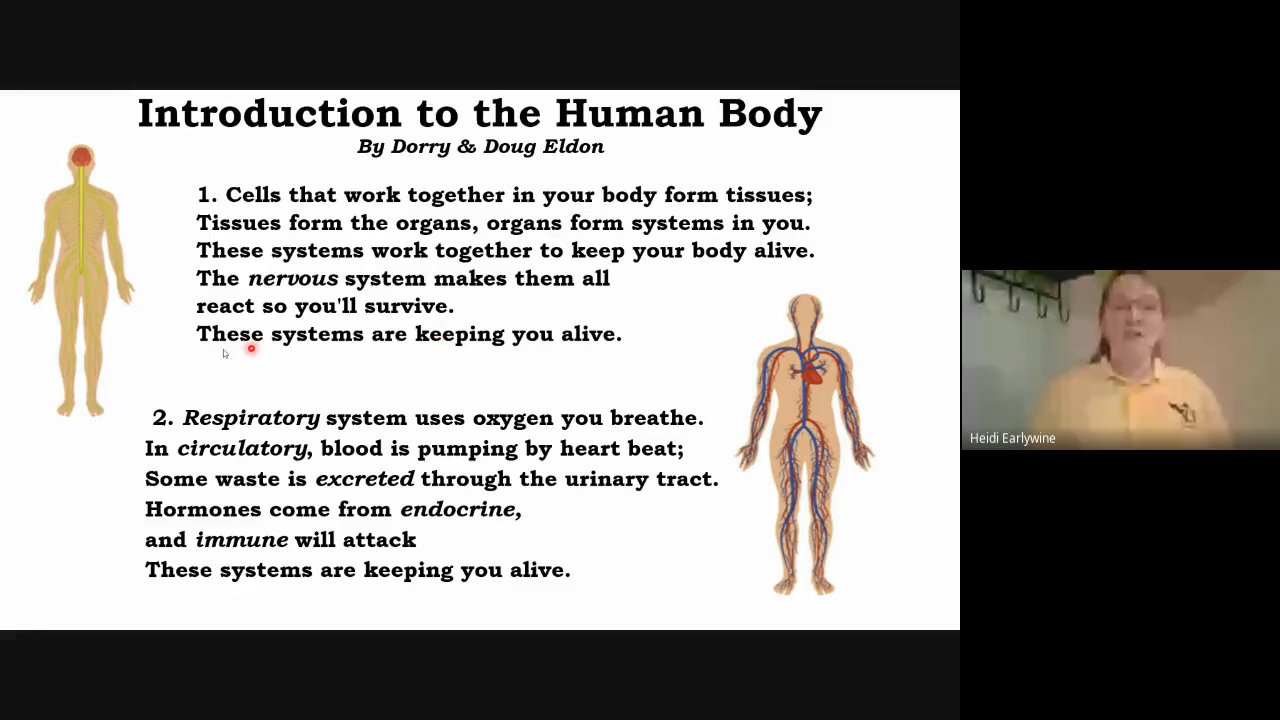 Introduction to the Human Body
By Dorry & Doug Eldon
1. Cells that work together in your body form tissues;
Tissues form the organs, organs form systems in you.
These systems work together to keep your body alive.
The nervous system makes them all
react so you'll survive.
These systems are keeping you alive.
2. Respiratory system uses oxygen you breathe.
In circulatory, blood is pumping by heart beat;
Some waste is excreted through the urinary tract.
Hormones come from endocrine,
and immune will attack
These systems are keeping you alive.
Heidi Earlywine